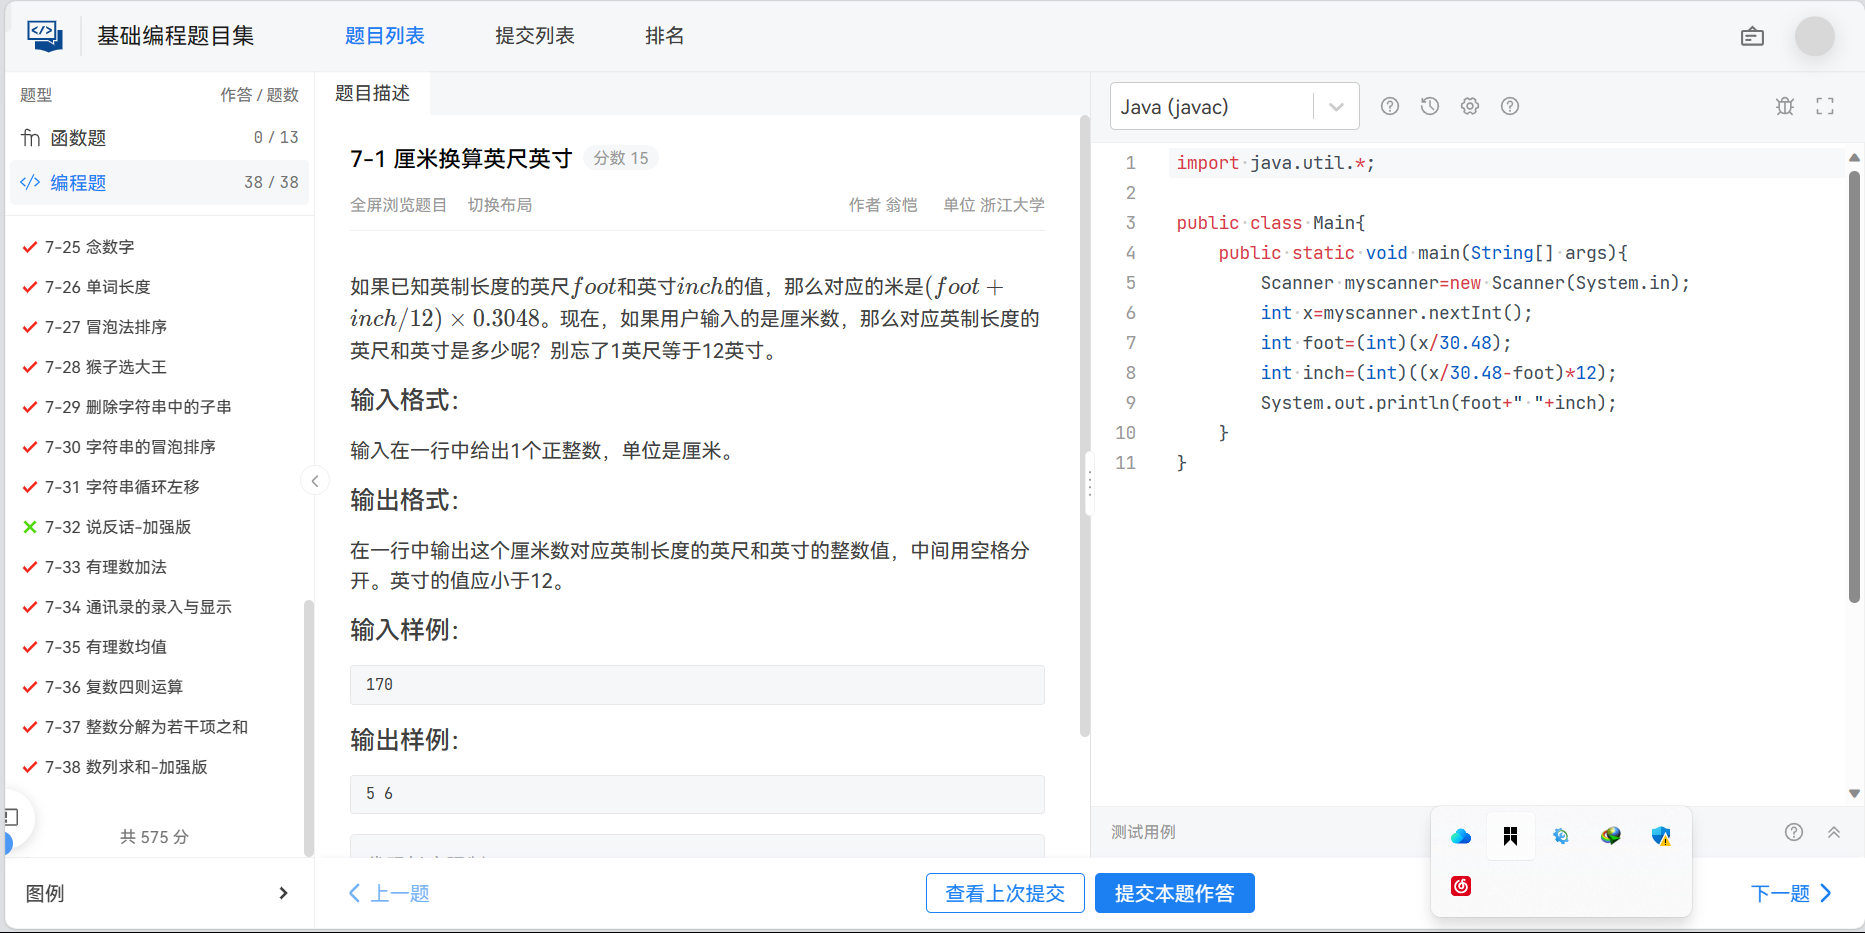 基础编程题目集
题目列表
提交列表
排名
题型
作答 / 题数
函数题
0 / 13
编程题
38 / 38
7-25 念数字
7-26 单词长度
7-27 冒泡法排序
7-28 猴子选大王
7-29 删除字符串中的子串
7-30 字符串的冒泡排序
7-31 字符串循环左移
7-32 说反话-加强版
7-33 有理数加法
7-34 通讯录的录入与显示
7-35 有理数均值
7-36 复数四则运算
7-37 整数分解为若干项之和
7-38 数列求和-加强版
共 575 分
图例
题目描述
7-1 厘米换算英尺英寸
分数 15
全屏浏览题目
切换布局
作者 翁恺
单位 浙江大学
如果已知英制长度的英尺foot和英寸inch的值，那么对应的米是(foot +
inch/12) × 0.3048。现在，如果用户输入的是厘米数，那么对应英制长度的
英尺和英寸是多少呢？别忘了1英尺等于12英寸。
输入格式：
输入在一行中给出1个正整数，单位是厘米。
输出格式：
在一行中输出这个厘米数对应英制长度的英尺和英寸的整数值，中间用空格分
开。英寸的值应小于12。
输入样例：
170
输出样例：
5 6
上一题
查看上次提交
提交本题作答
Java (javac)
1 import java.util.*;
2
3 public class Main{
4     public static void main(String[] args){
5         Scanner myscanner=new Scanner(System.in);
6         int x=myscanner.nextInt();
7         int foot=(int)(x/30.48);
8         int inch=(int)((x/30.48-foot)*12);
9         System.out.println(foot+" "+inch);
10     }
11 }
测试用例
下一题